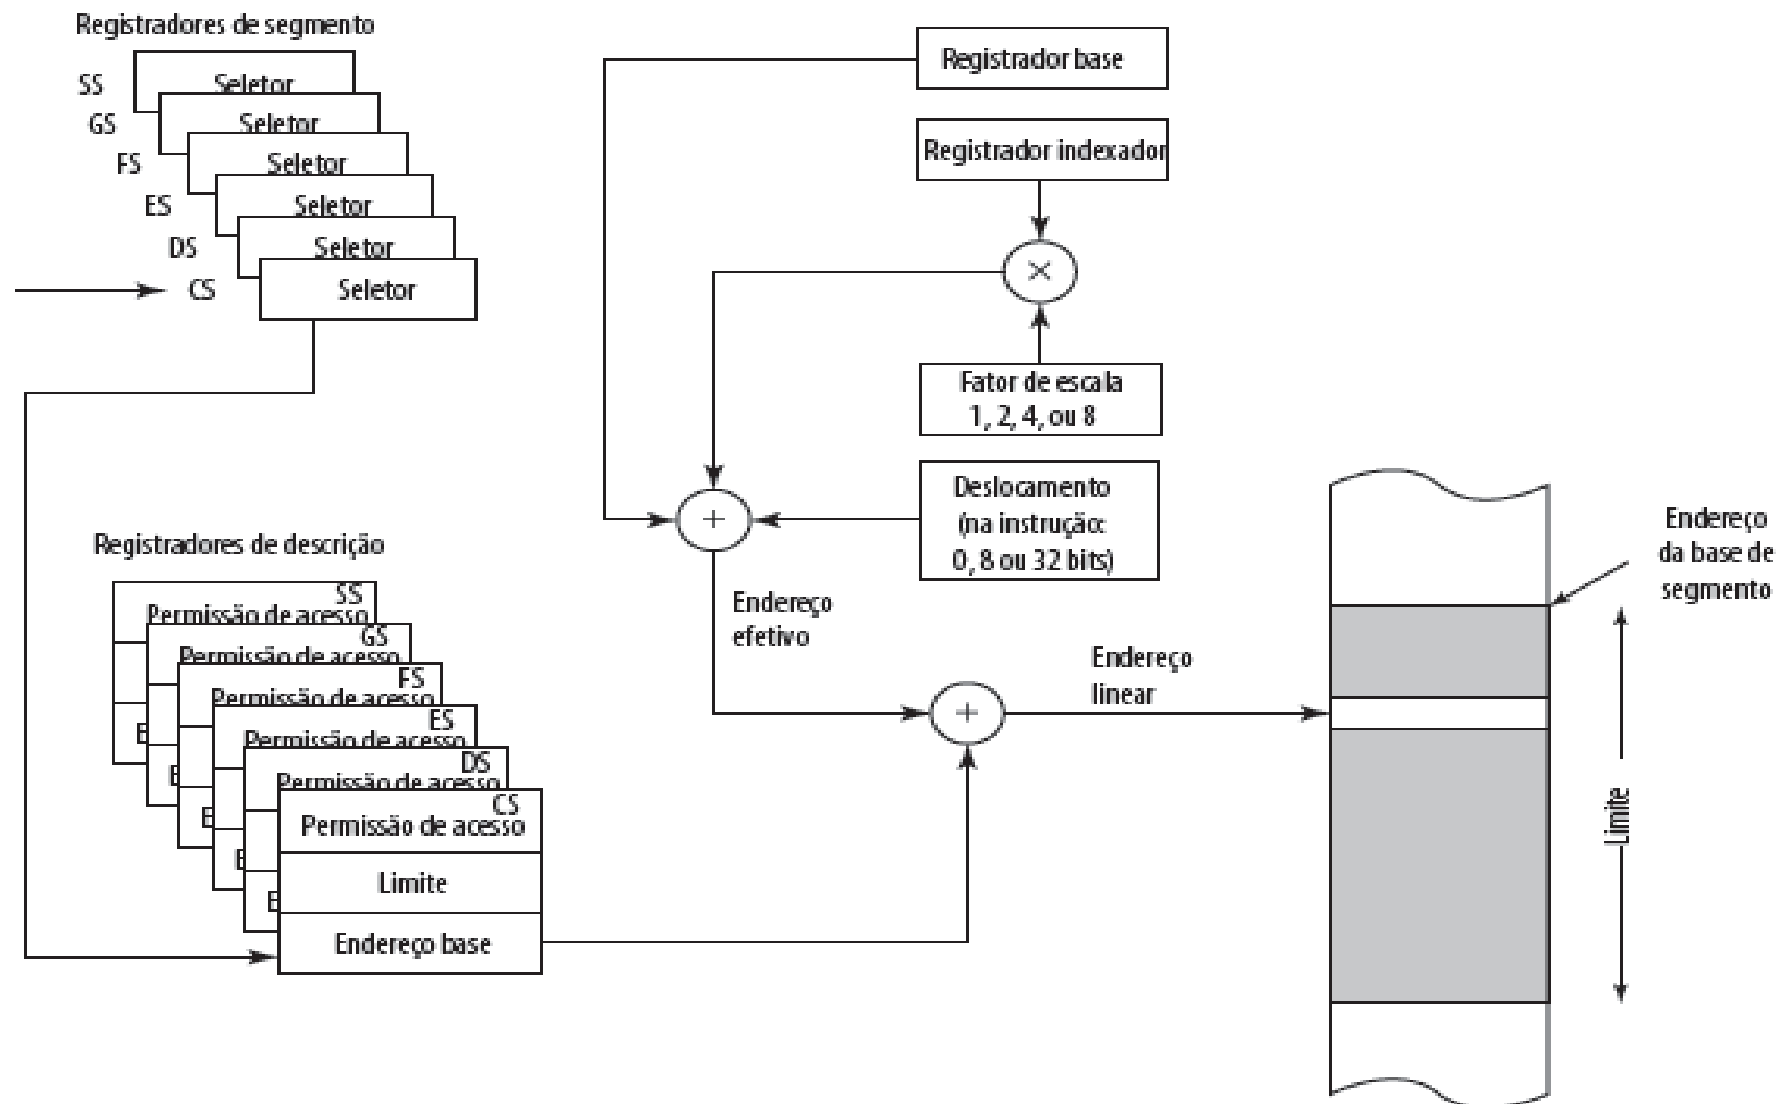 Registradores de segmento
SS
Seletor
GS
Seletor
FS
Seletor
ES
Seletor
DS
Seletor
CS
Seletor
Registrador base
Registrador indexador
×
Fator de escala
1, 2, 4, ou 8
Deslocamento
(na instrução:
0, 8 ou 32 bits)
+
Endereço
efetivo
+
Endereço
linear
Endereço
da base de
segmento
Limite
Registradores de descrição
SS
Permissão de acesso
GS
Permissão de acesso
FS
Permissão de acesso
ES
Permissão de acesso
DS
Permissão de acesso
CS
Permissão de acesso
Limite
Endereço base
E
E
E
E
E